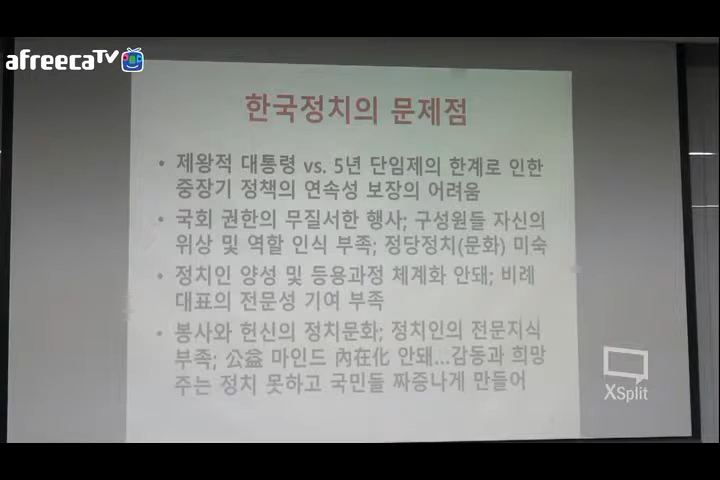 afreecaTV
한국정치의 문제점
• 제왕적 대통령 vs. 5년 단임제의 한계로 인한
중장기 정책의 연속성 보장의 어려움
• 국회 권한의 무질서한 행사; 구성원들 자신의
위상 및 역할 인식 부족; 정당정치(문화) 미숙
• 정치인 양성 및 등용과정 체계화 안돼; 비례
대표의 전문성 기여 부족
• 봉사와 헌신의 정치문화; 정치인의 전문지식
부족; 公益 마인드 內在化 안돼...감동과 희망
주는 정치 못하고 국민들 짜증나게 만들어
XSplit